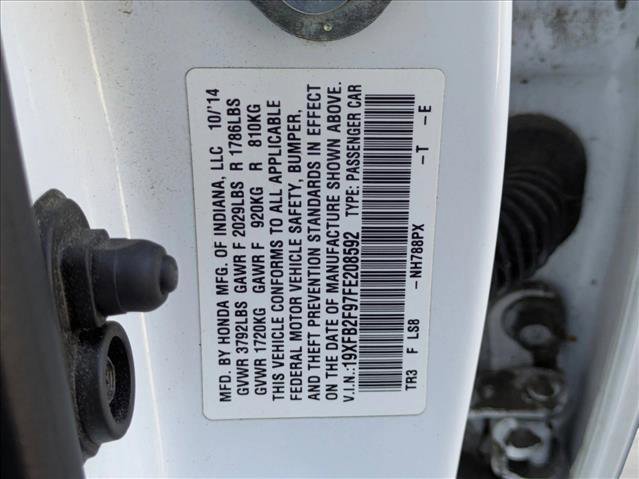 MFD. BY HONDA MFG. OF INDIANA, LLC 10/'14
GVWR 3792LBS GAWR F 2029LBS R 1786LBS
GVWR 1720KG GAWR F 920KG R 810KG
THIS VEHICLE CONFORMS TO ALL APPLICABLE
FEDERAL MOTOR VEHICLE SAFETY, BUMPER,
AND THEFT PREVENTION STANDARDS IN EFFECT
ON THE DATE OF MANUFACTURE SHOWN ABOVE.
V.I.N.:19XFB2F97FE208592 TYPE: PASSENGER CAR
TR3 F LS8 -NH788PX -T -E